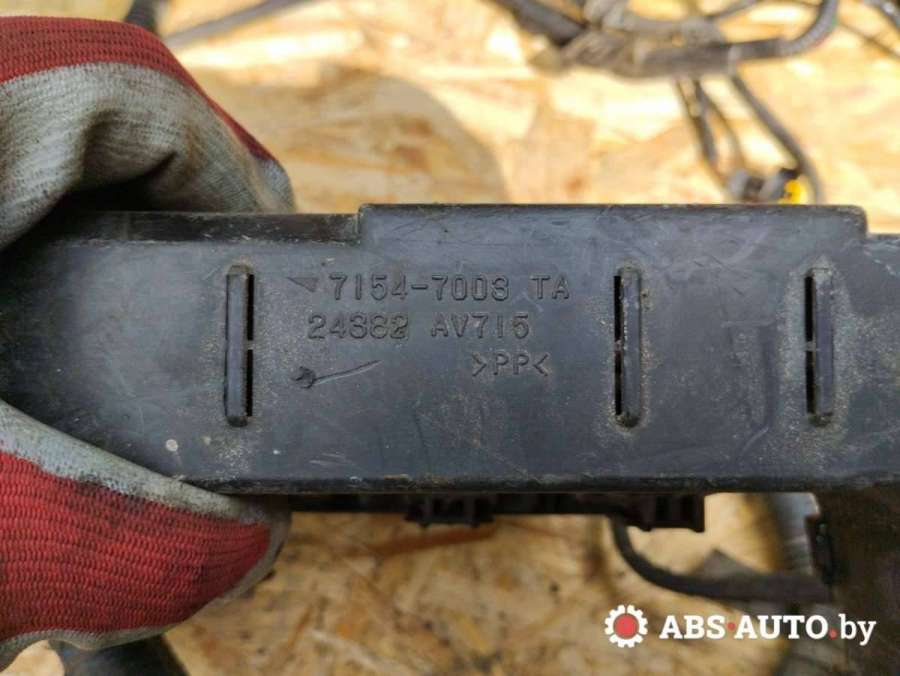 7154-7003 TA
24382 AV715
>PP<
ABS-AUTO.by